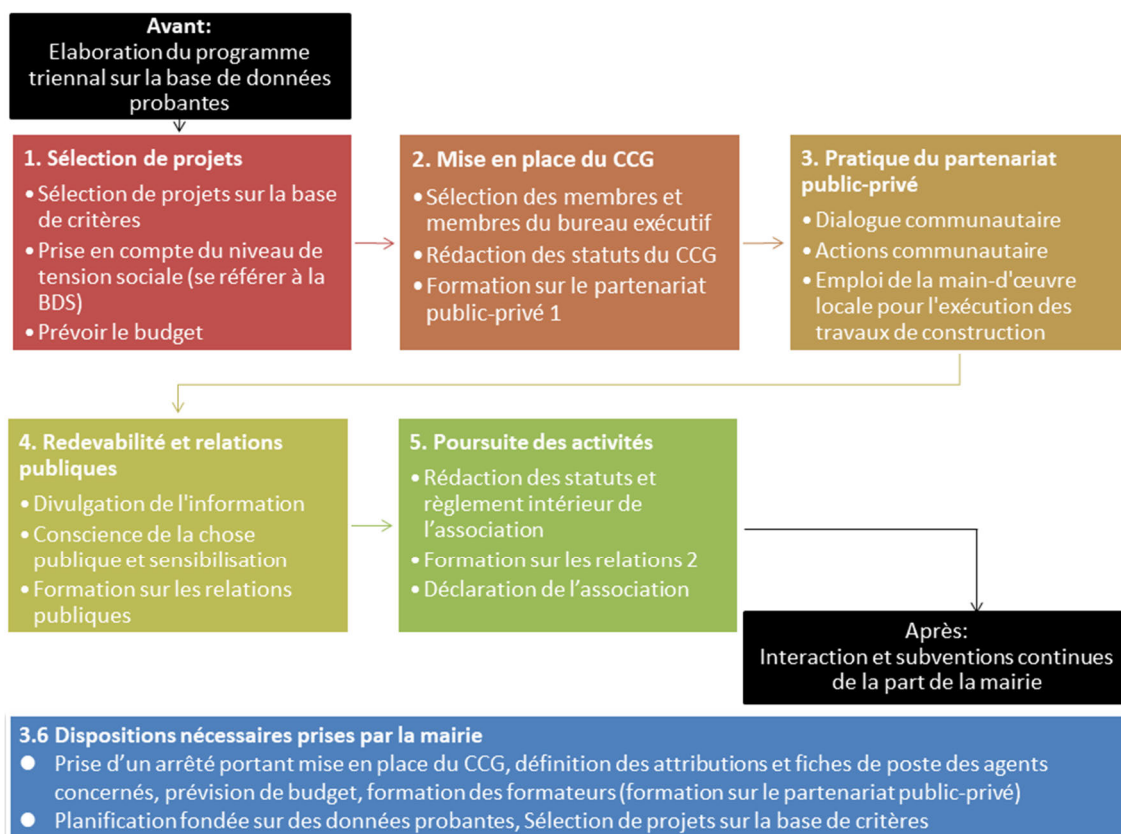 Avant:
Elaboration du programme
triennal sur la base de données
probantes
1. Sélection de projets
• Sélection de projets sur la base
de critères
• Prise en compte du niveau de
tension sociale (se référer à la
BDS)
• Prévoir le budget
2. Mise en place du CCG
• Sélection des membres et
membres du bureau exécutif
• Rédaction des statuts du CCG
• Formation sur le partenariat
public-privé 1
3. Pratique du partenariat
public-privé
• Dialogue communautaire
• Actions communautaire
• Emploi de la main-d'œuvre
locale pour l'exécution des
travaux de construction
4. Redevabilité et relations
publiques
• Divulgation de l'information
• Conscience de la chose
publique et sensibilisation
• Formation sur les relations
publiques
5. Poursuite des activités
• Rédaction des statuts et
règlement intérieur de
l’association
• Formation sur les relations 2
• Déclaration de l’association
Après:
Interaction et subventions continues
de la part de la mairie
3.6 Dispositions nécessaires prises par la mairie
● Prise d’un arrêté portant mise en place du CCG, définition des attributions et fiches de poste des agents
concernés, prévision de budget, formation des formateurs (formation sur le partenariat public-privé)
● Planification fondée sur des données probantes, Sélection de projets sur la base de critères